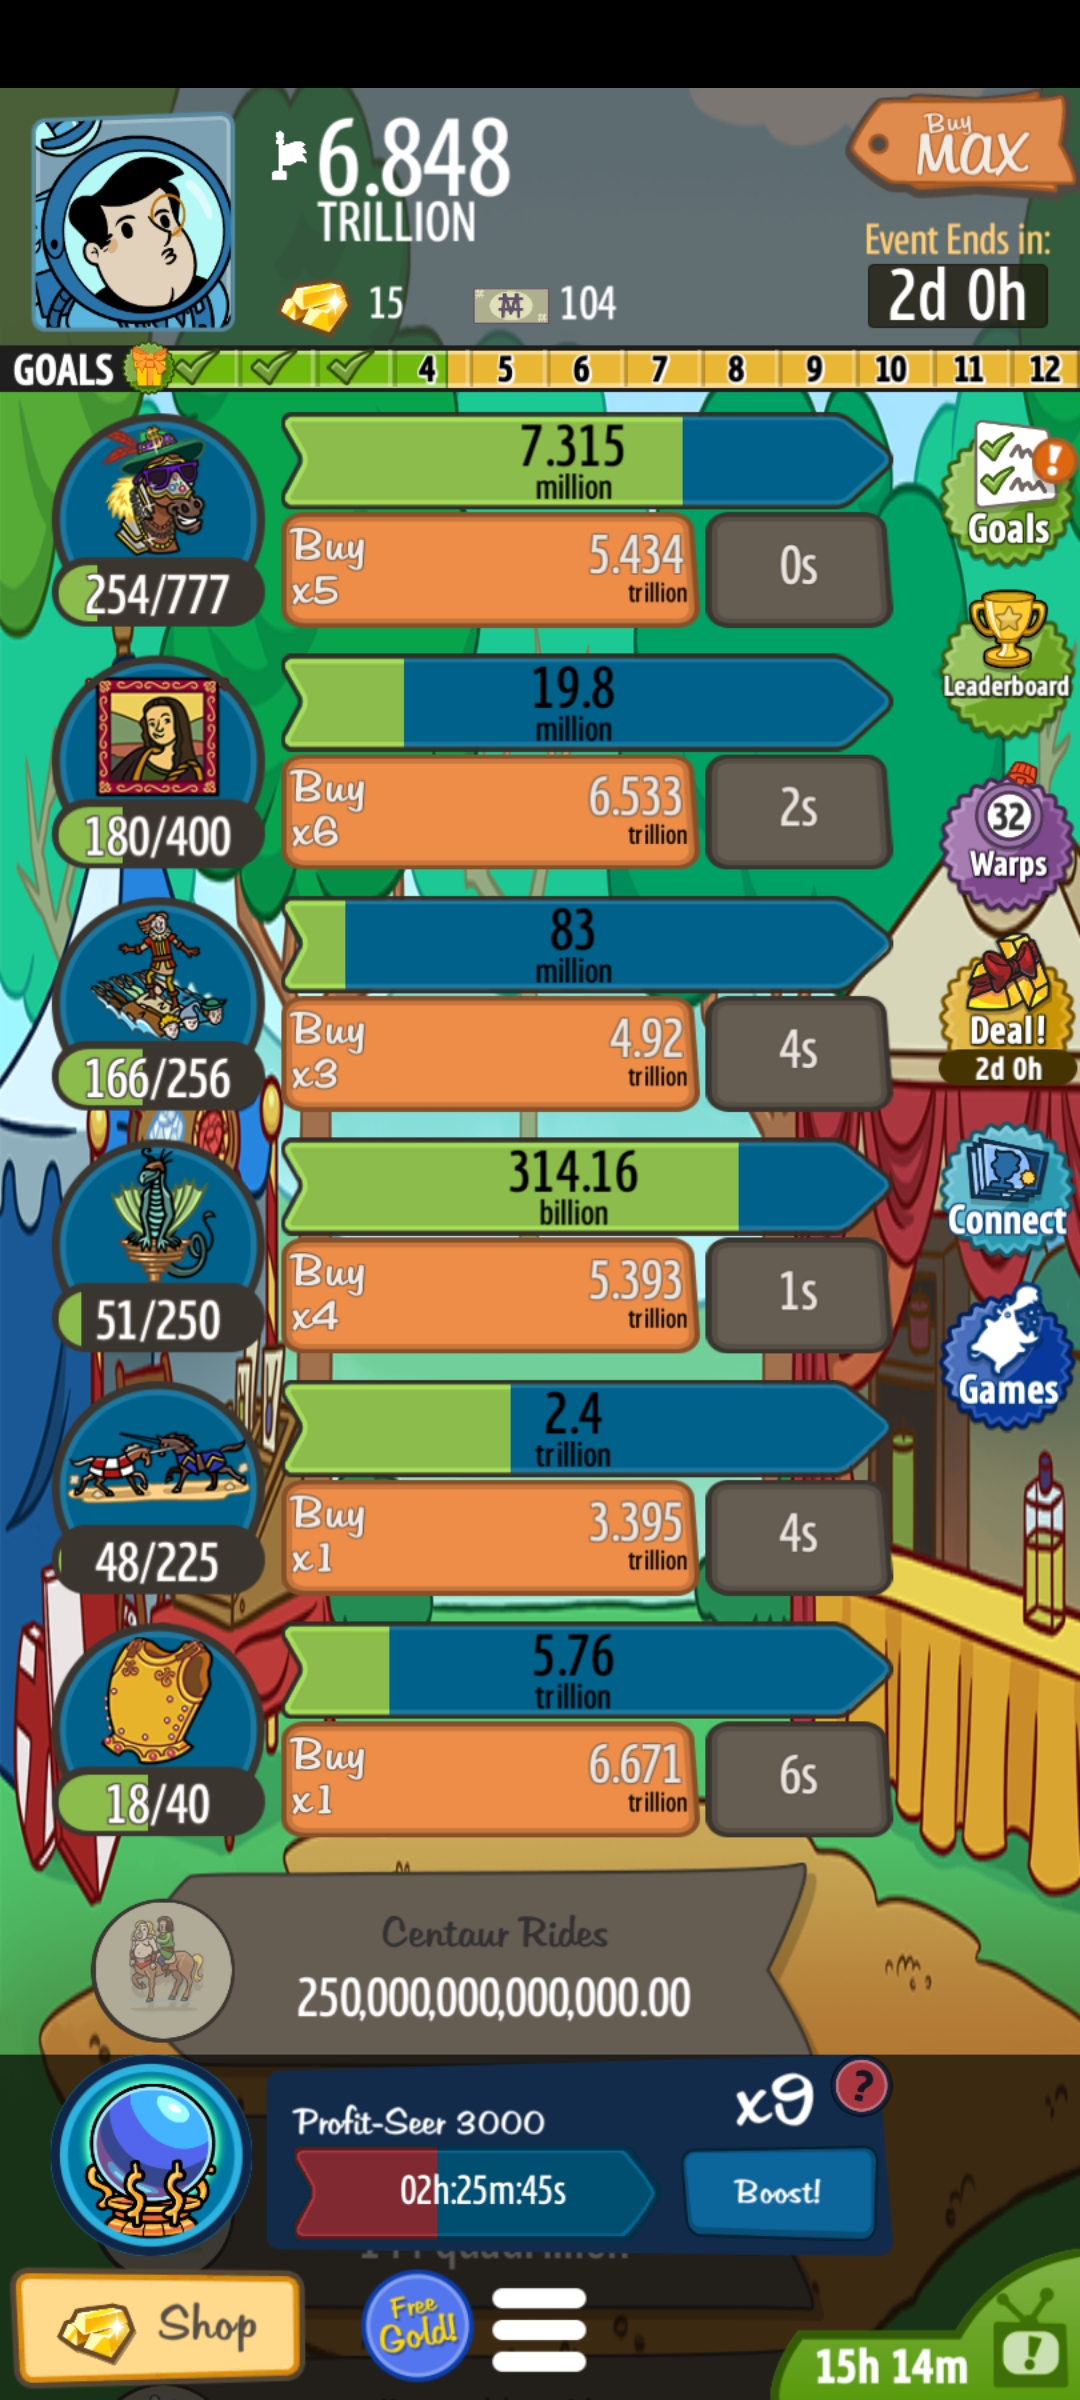 6.848
TRILLION
Buy
MAX
15
104
Event Ends in:
2d 0h
GOALS 4 5 6 7 8 9 10 11 12
7.315
million
Buy
x5
5.434
trillion
0s
254/777
Goals
19.8
million
Buy
x6
6.533
trillion
2s
180/400
Leaderboard
32
Warps
83
million
Buy
x3
4.92
trillion
4s
166/256
Deal!
2d 0h
314.16
billion
Buy
x4
5.393
trillion
1s
51/250
Connect
Games
2.4
trillion
Buy
x1
3.395
trillion
4s
48/225
5.76
trillion
Buy
x1
6.671
trillion
6s
18/40
Centaur Rides
250,000,000,000,000.00
Profit-Seer 3000
x9
?
02h:25m:45s
Boost!
Shop
Free
Gold!
15h 14m